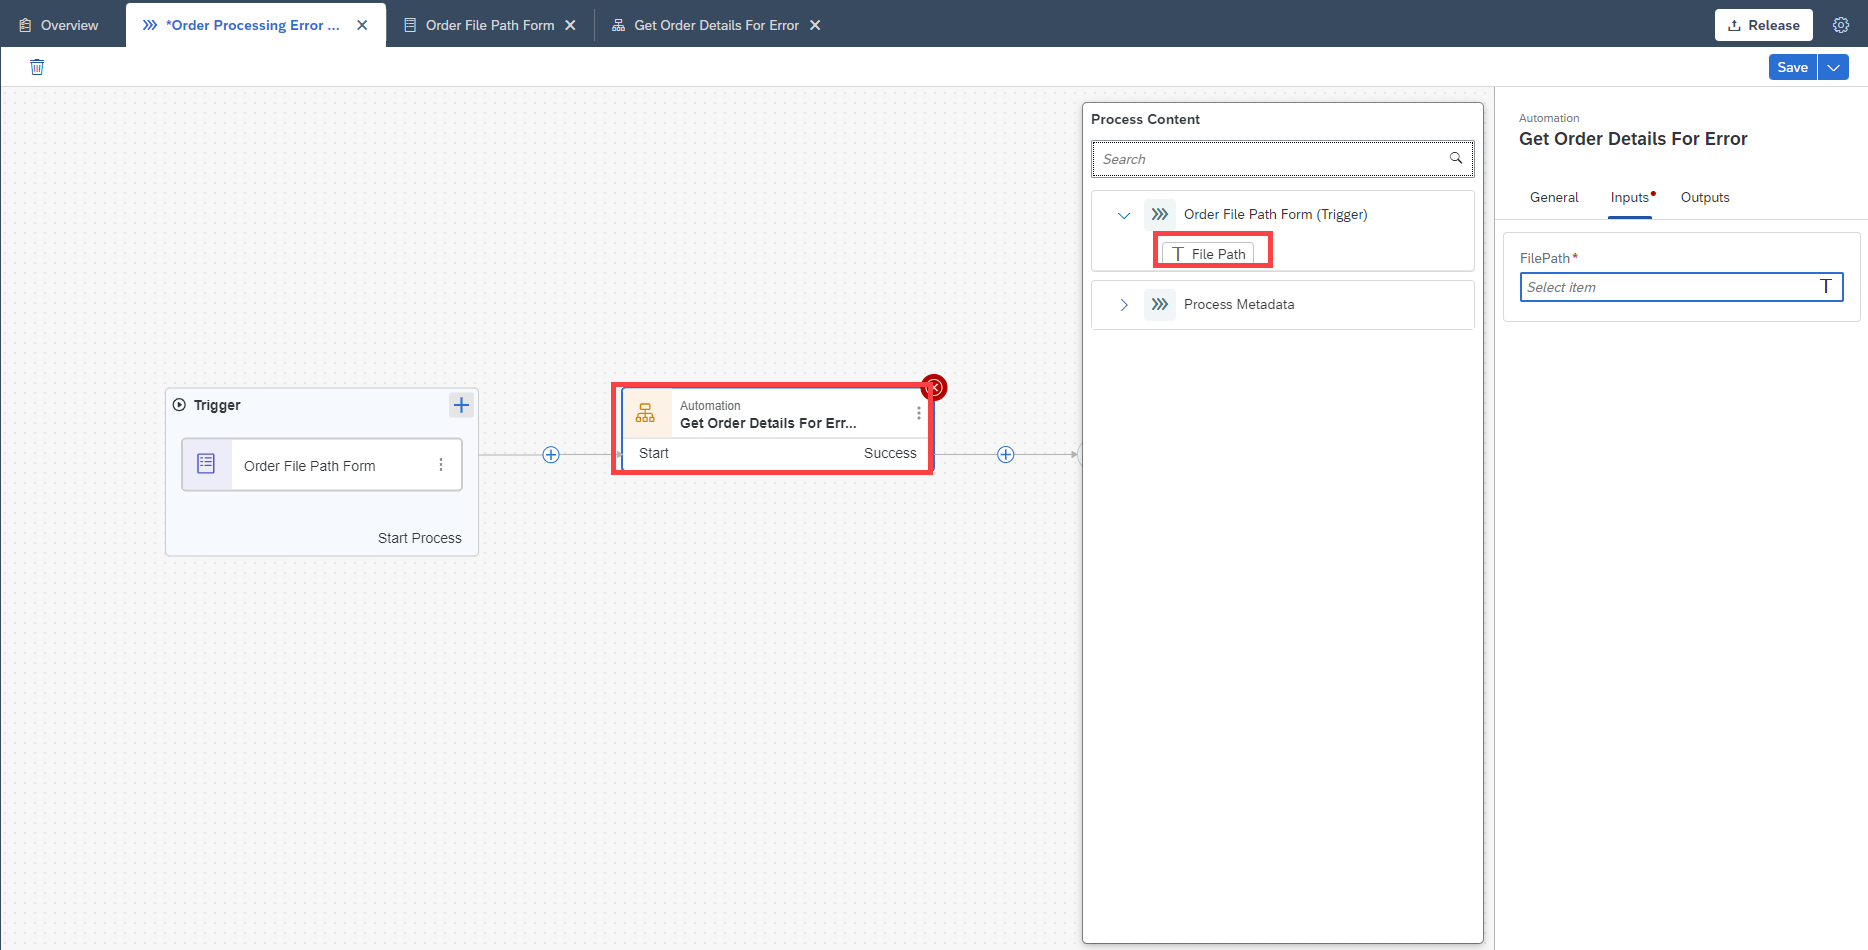 Overview
*Order Processing Error ...
Order File Path Form
Get Order Details For Error
Release
Save
Process Content
Search
Order File Path Form (Trigger)
File Path
Process Metadata
Automation
Get Order Details For Error
General
Inputs
Outputs
FilePath*
Select item
Trigger
Order File Path Form
Start Process
Automation
Get Order Details For Err...
Start
Success